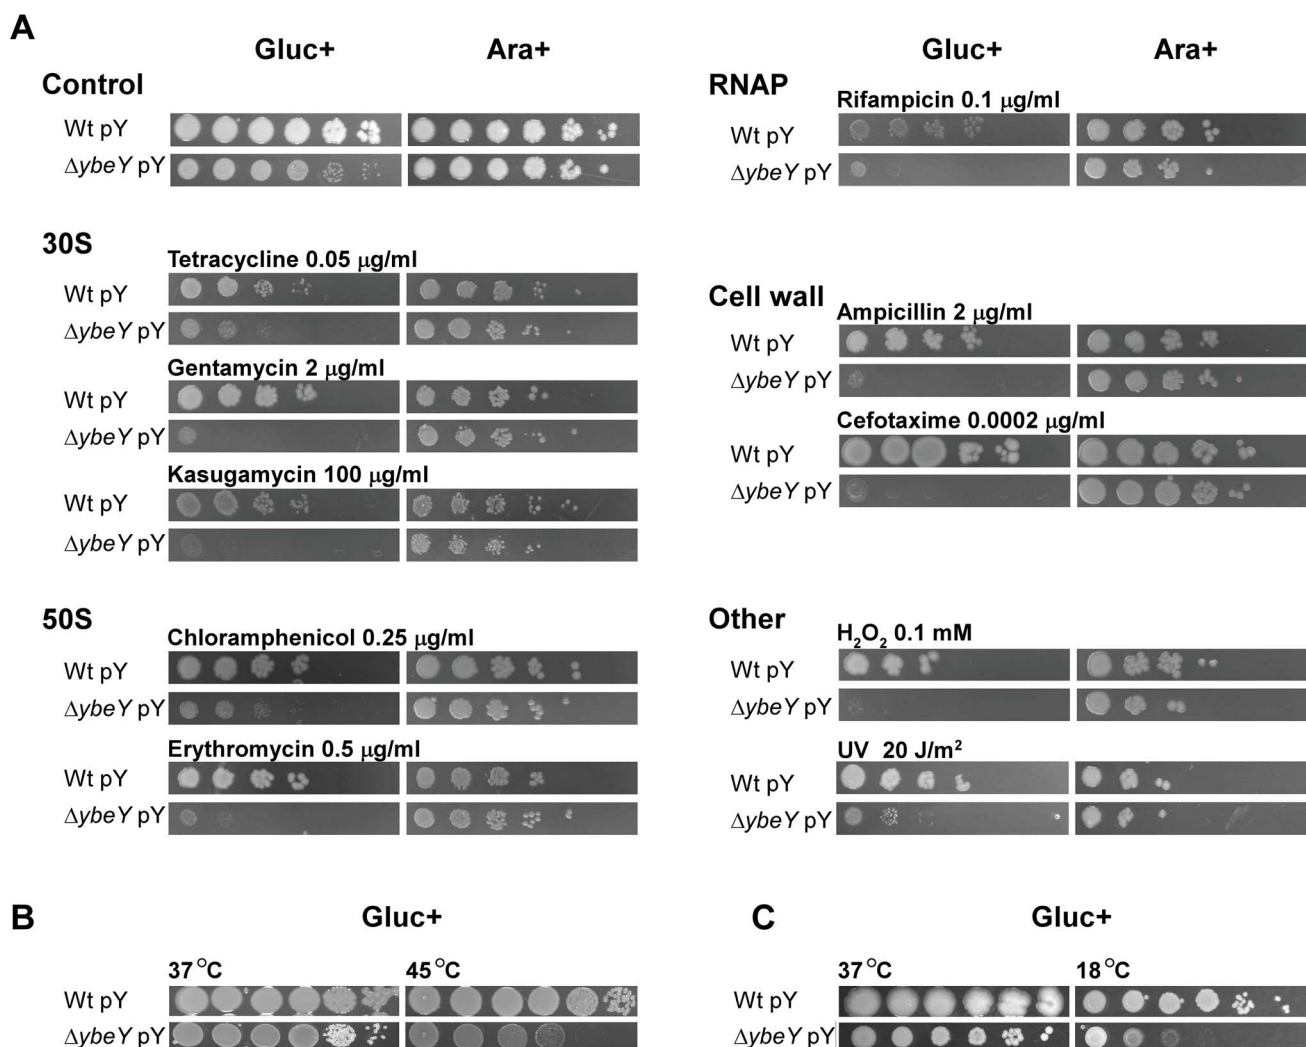 A
Gluc+ Ara+
Control
Wt pY
ΔybeY pY
30S
Tetracycline 0.05 μg/ml
Wt pY
ΔybeY pY
Gentamycin 2 μg/ml
Wt pY
ΔybeY pY
Kasugamycin 100 μg/ml
Wt pY
ΔybeY pY
50S
Chloramphenicol 0.25 μg/ml
Wt pY
ΔybeY pY
Erythromycin 0.5 μg/ml
Wt pY
ΔybeY pY
Gluc+ Ara+
RNAP
Rifampicin 0.1 μg/ml
Wt pY
ΔybeY pY
Cell wall
Ampicillin 2 μg/ml
Wt pY
ΔybeY pY
Cefotaxime 0.0002 μg/ml
Wt pY
ΔybeY pY
Other
H₂O₂ 0.1 mM
Wt pY
ΔybeY pY
UV 20 J/m²
Wt pY
ΔybeY pY
B
Gluc+
37 °C 45 °C
Wt pY
ΔybeY pY
C
Gluc+
37 °C 18 °C
Wt pY
ΔybeY pY